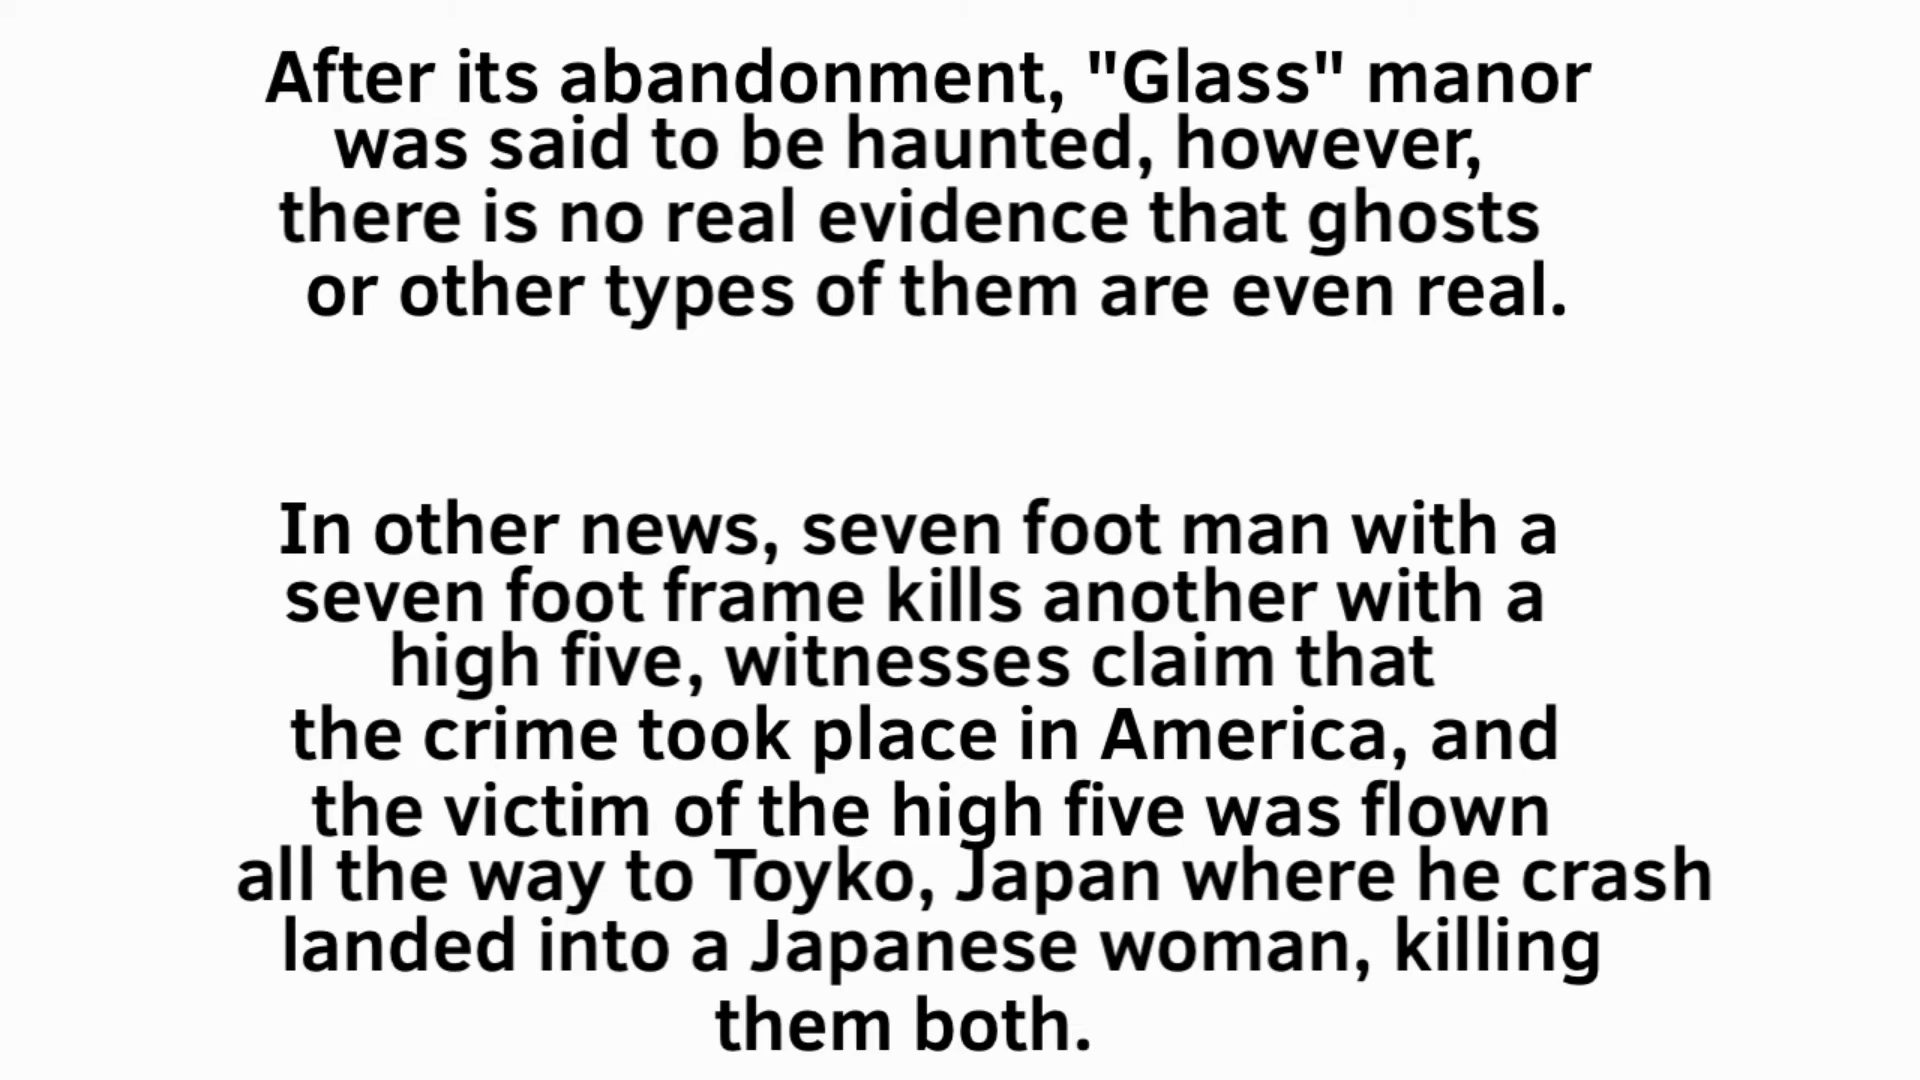 After its abandonment, "Glass" manor
was said to be haunted, however,
there is no real evidence that ghosts
or other types of them are even real.
In other news, seven foot man with a
seven foot frame kills another with a
high five, witnesses claim that
the crime took place in America, and
the victim of the high five was flown
all the way to Toyko, Japan where he crash
landed into a Japanese woman, killing
them both.